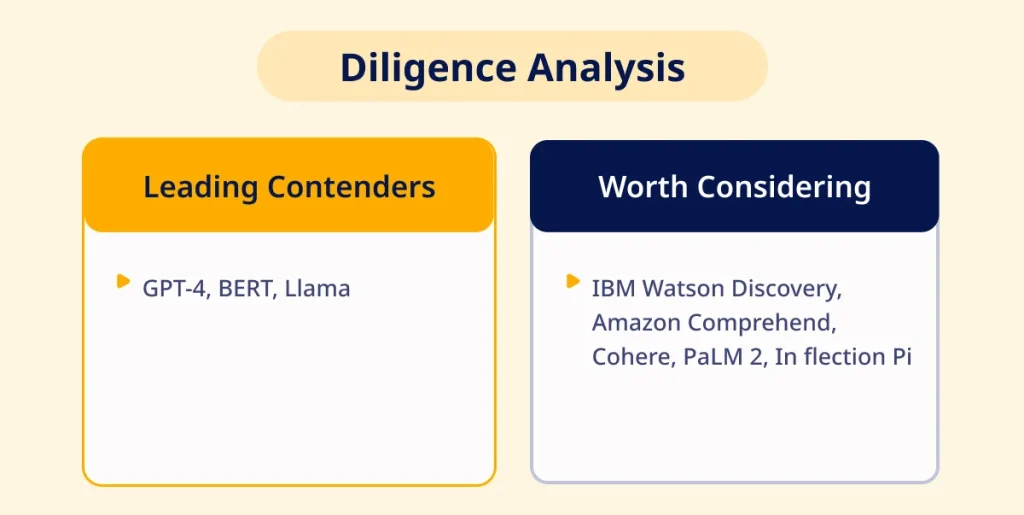 Diligence Analysis
Leading Contenders
GPT-4, BERT, Llama
Worth Considering
IBM Watson Discovery,
Amazon Comprehend,
Cohere, PaLM 2, In flection Pi